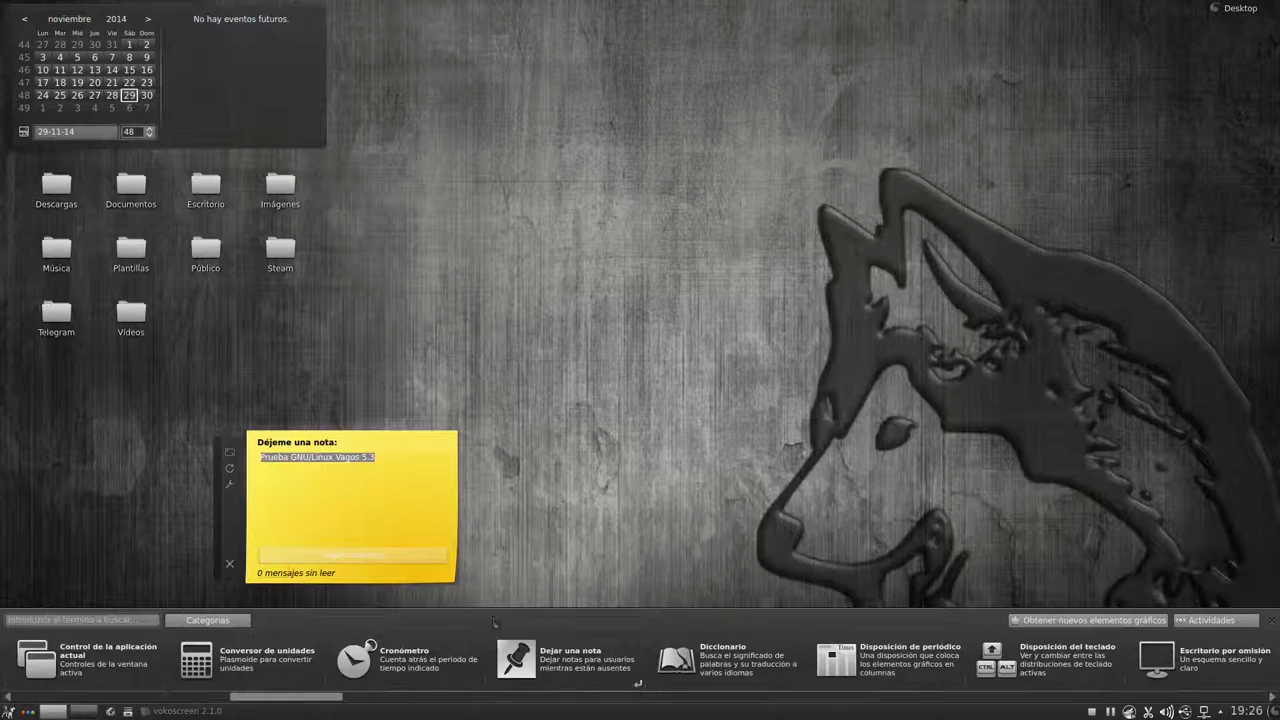 < noviembre 2014 >
Lun Mar Mié Jue Vie Sáb Dom
44 27 28 29 30 31 1 2
45 3 4 5 6 7 8 9
46 10 11 12 13 14 15 16
47 17 18 19 20 21 22 23
48 24 25 26 27 28 29 30
49 1 2 3 4 5 6 7
29-11-14 48
No hay eventos futuros.
Desktop
Descargas Documentos Escritorio Imágenes
Música Plantillas Público Steam
Telegram Vídeos
Déjeme una nota:
Prueba GNU/Linux Vagos 5.3
0 mensajes sin leer
Introduzca el término a buscar...
Categorías
Obtener nuevos elementos gráficos
Actividades
Control de la aplicación
actual
Controles de la ventana
activa
Conversor de unidades
Plasmoide para convertir
unidades
Cronómetro
Cuenta atrás el periodo de
tiempo indicado
Dejar una nota
Dejar notas para usuarios
mientras están ausentes
Diccionario
Busca el significado de
palabras y su traducción a
varios idiomas
Times
Disposición de periódico
Una disposición que coloca
los elementos gráficos en
columnas
CTRL ALT
Disposición del teclado
Ver y cambiar entre las
distribuciones de teclado
activas
Escritorio por omisión
Un esquema sencillo y
claro
vokoscreen 2.1.0
19:26